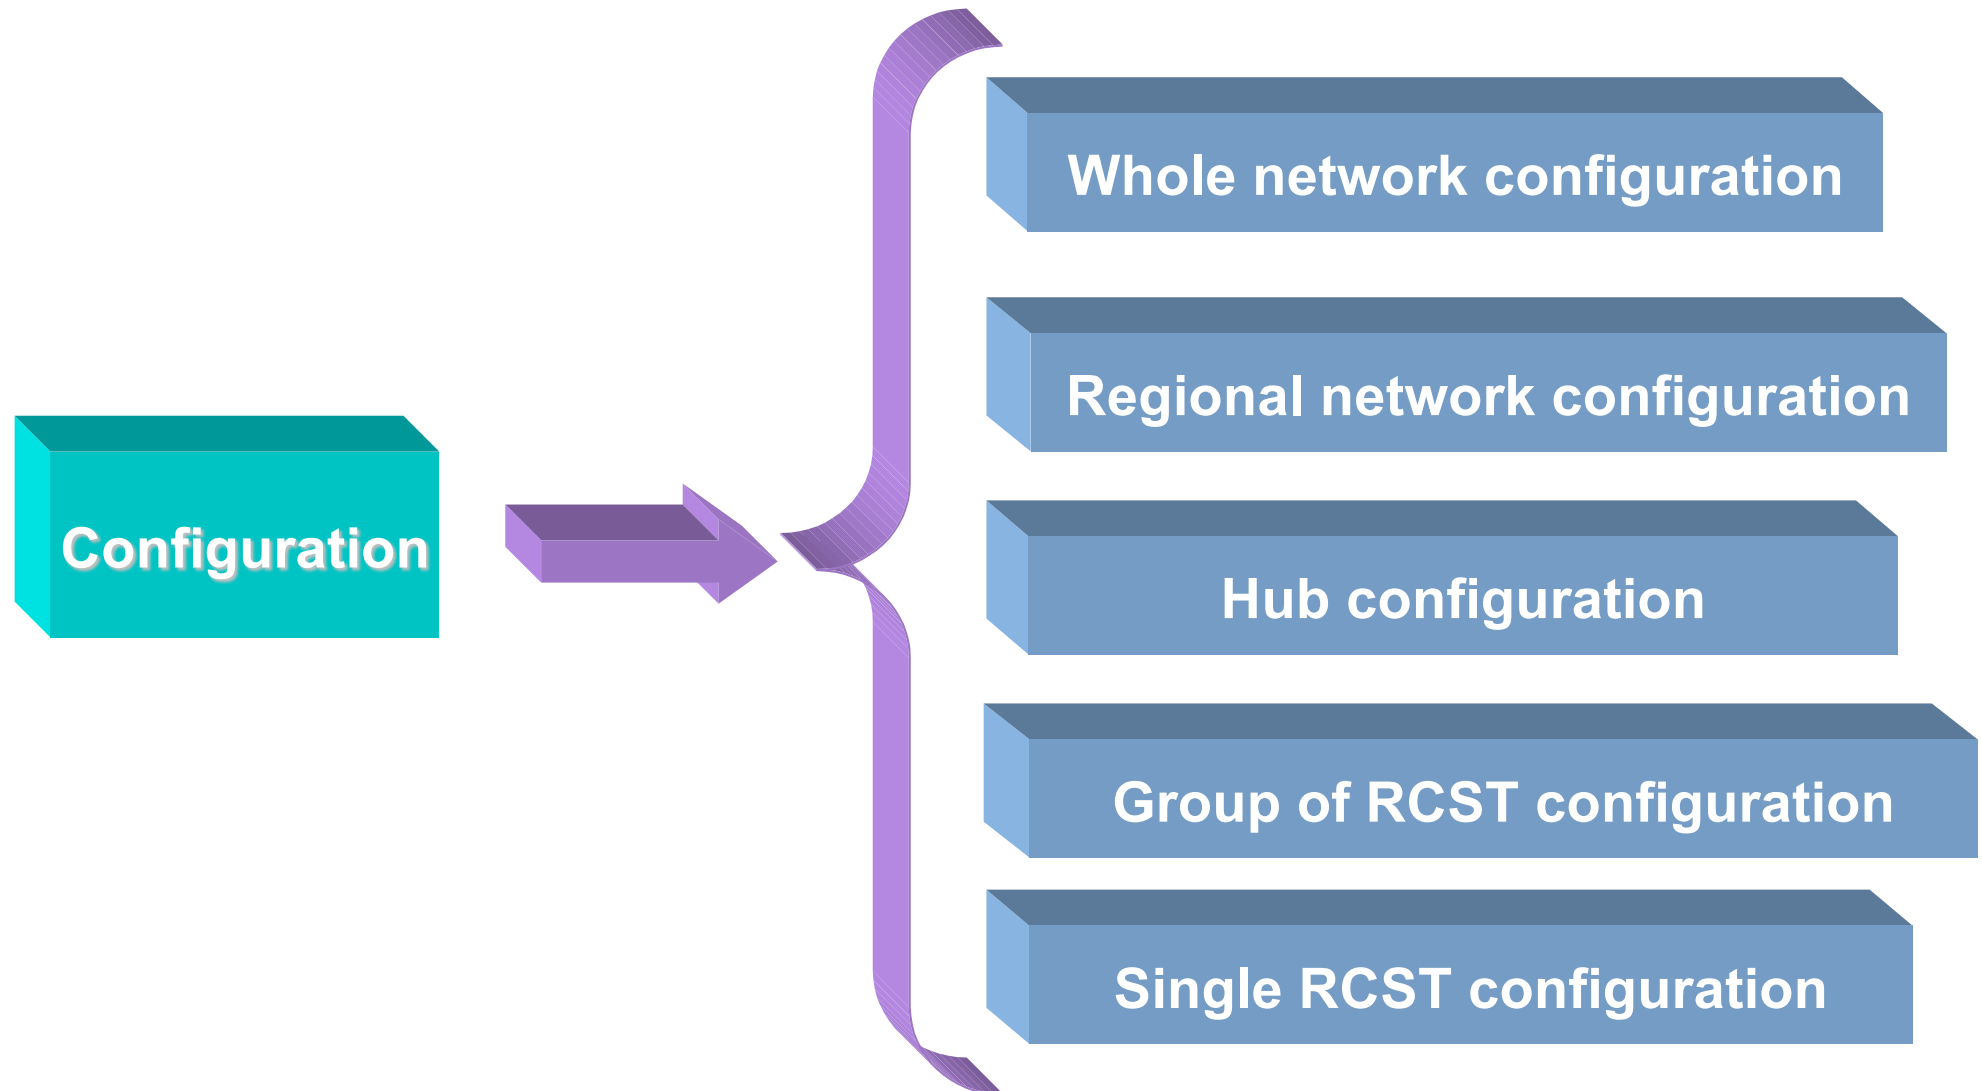 Configuration
Whole network configuration
Regional network configuration
Hub configuration
Group of RCST configuration
Single RCST configuration